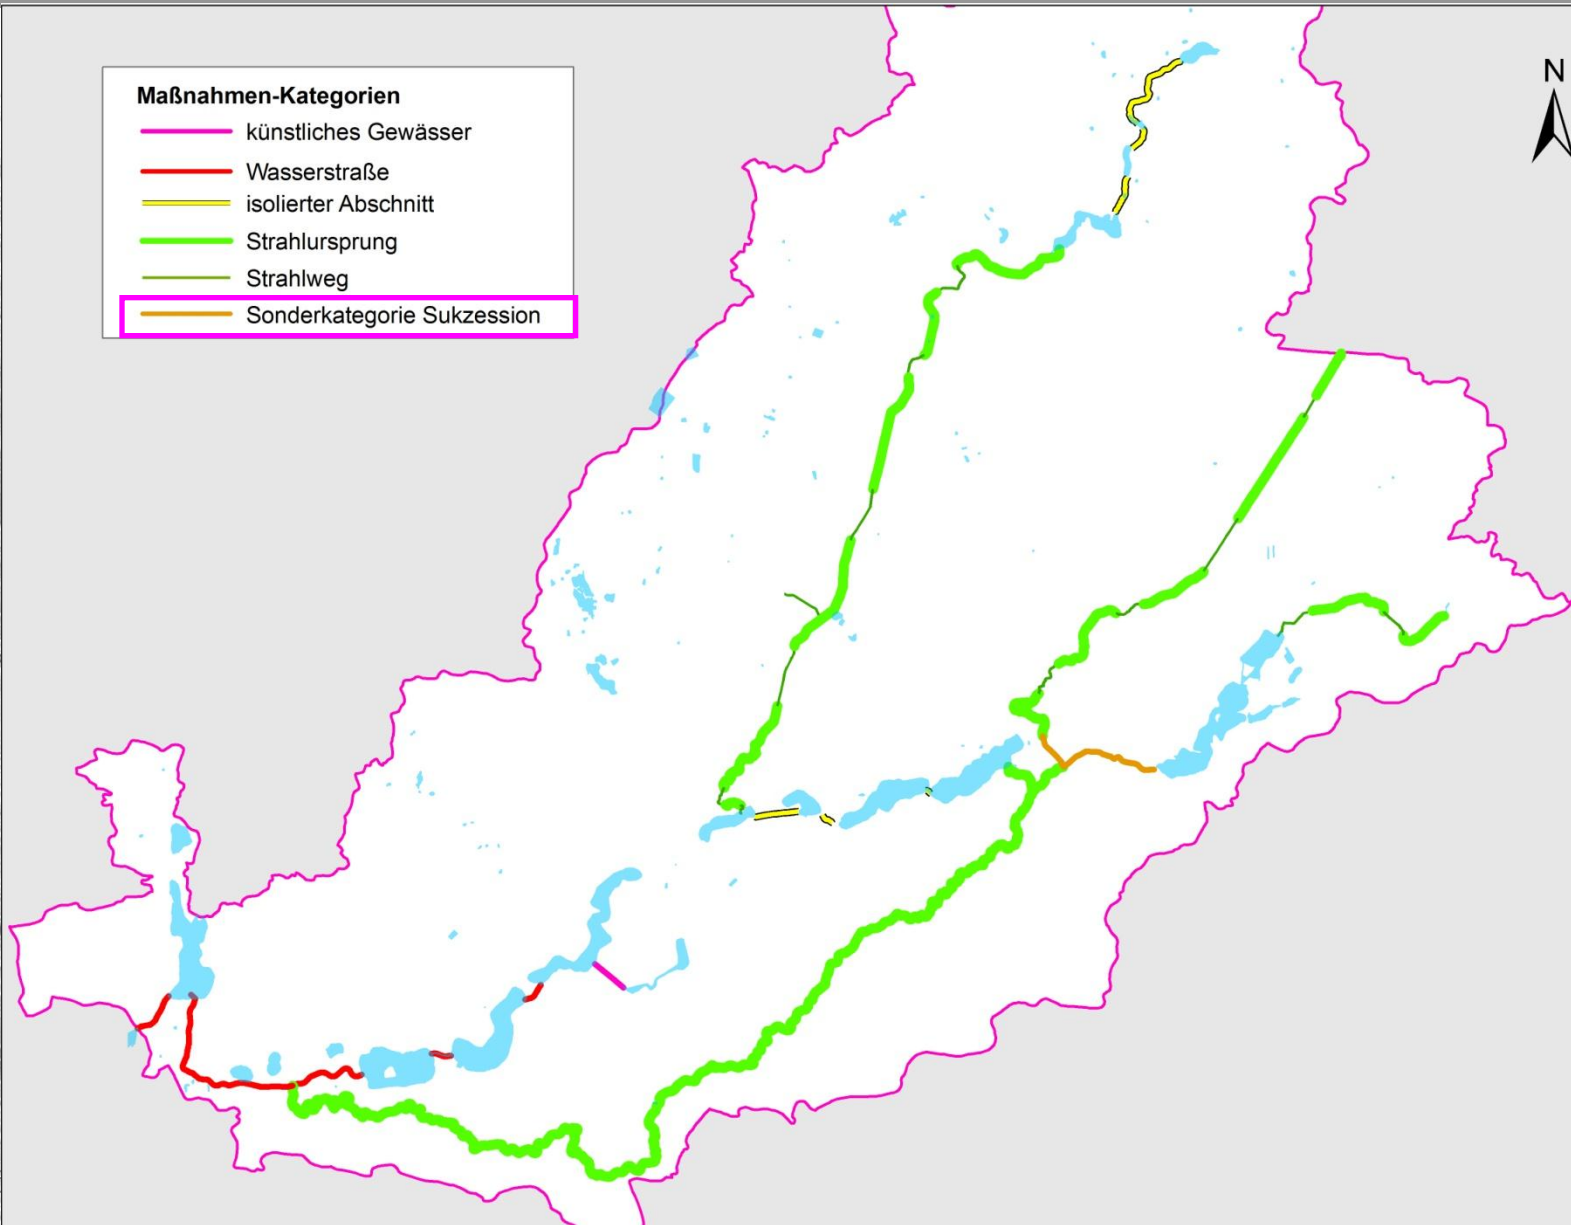 Maßnahmen-Kategorien
künstliches Gewässer
Wasserstraße
isolierter Abschnitt
Strahlursprung
Strahlweg
Sonderkategorie Sukzession
N